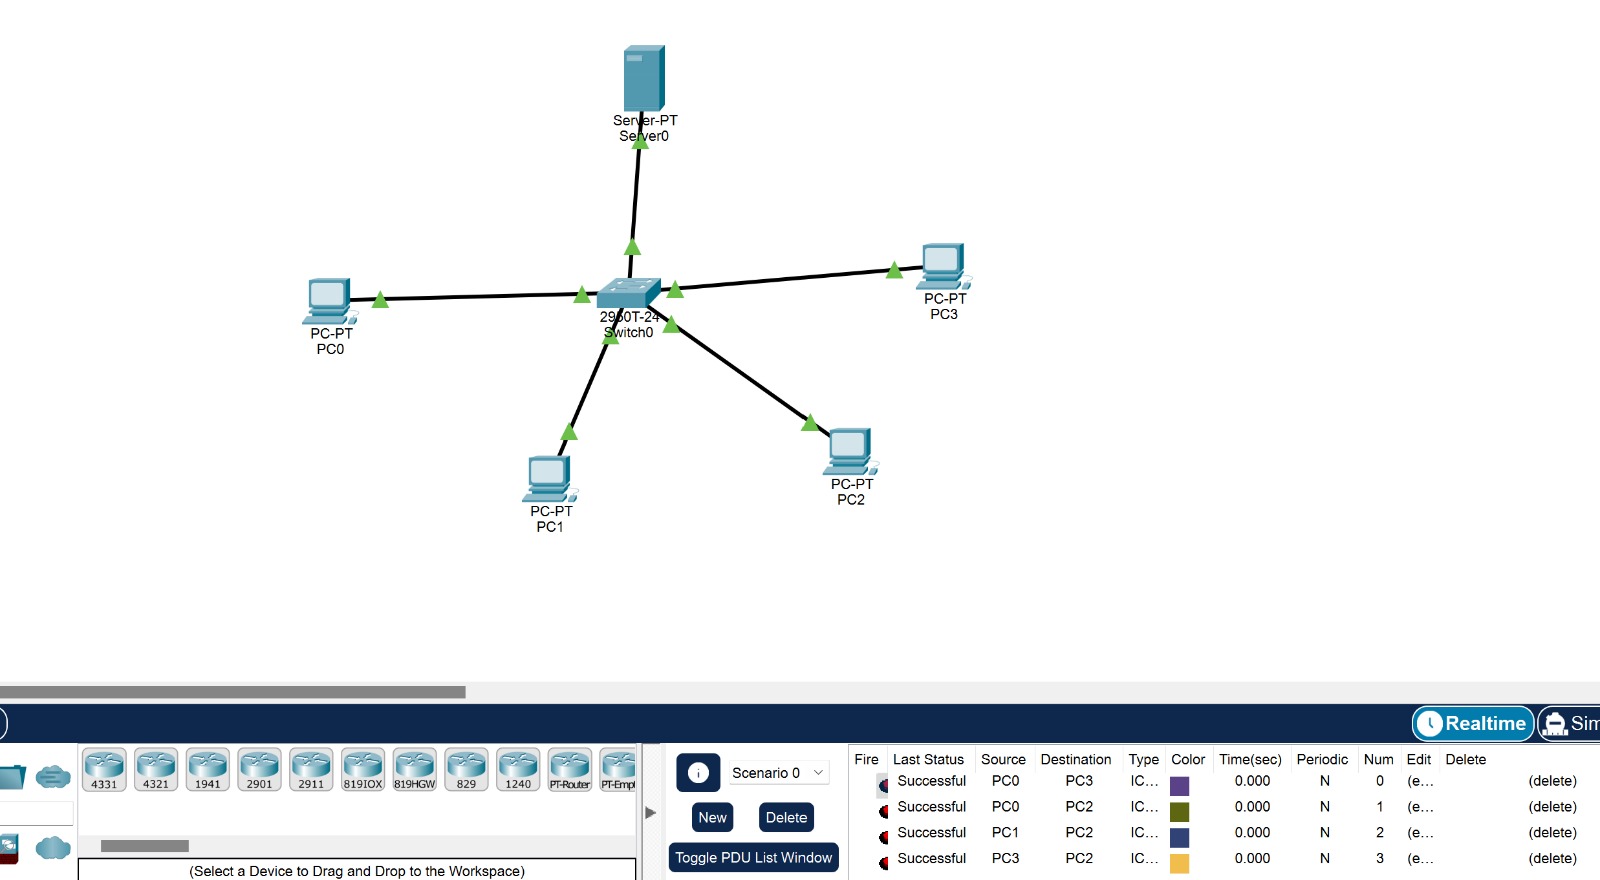 Server-PT
Server0
PC-PT
PC3
2950T-24
Switch0
PC-PT
PC0
PC-PT
PC2
PC-PT
PC1
Realtime
Sim
4331
4321
1941
2901
2911
819IOX
819HGW
829
1240
PT-Router
PT-Empt
(Select a Device to Drag and Drop to the Workspace)
Scenario 0
New
Delete
Toggle PDU List Window
Fire Last Status Source Destination Type Color Time(sec) Periodic Num Edit Delete
Successful PC0 PC3 IC... 0.000 N 0 (e... (delete)
Successful PC0 PC2 IC... 0.000 N 1 (e... (delete)
Successful PC1 PC2 IC... 0.000 N 2 (e... (delete)
Successful PC3 PC2 IC... 0.000 N 3 (e... (delete)